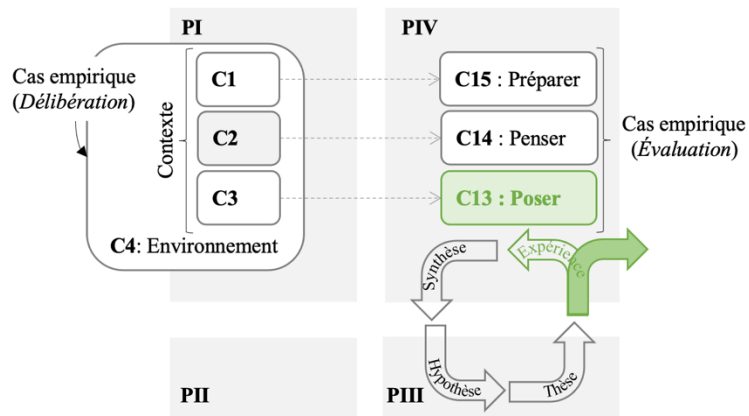 PI
PIV
Cas empirique
(Délibération)
Contexte
C1
C2
C3
C4: Environnement
C15 : Préparer
C14 : Penser
C13 : Poser
Cas empirique
(Évaluation)
Synthèse
Expérience
Hypothèse
Thèse
PII
PIII